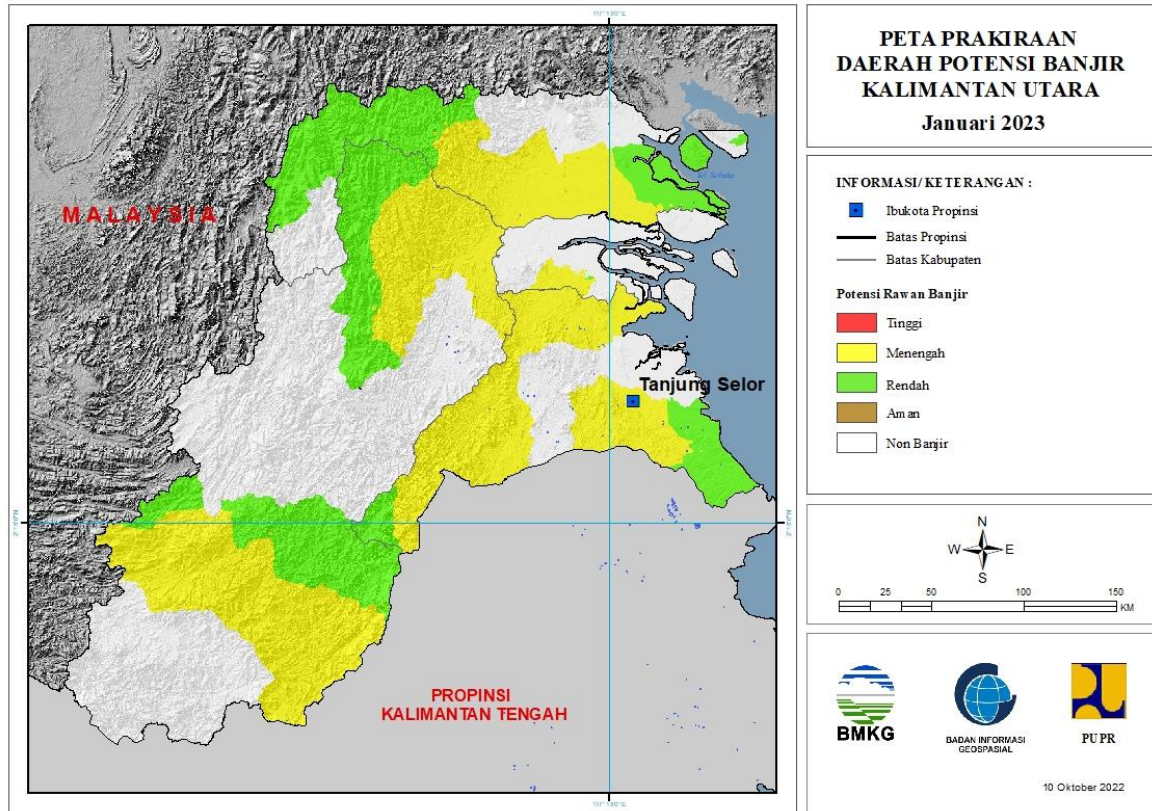 PETA PRAKIRAAN
DAERAH POTENSI BANJIR
KALIMANTAN UTARA
Januari 2023
INFORMASI/ KETERANGAN :
Ibukota Propinsi
Batas Propinsi
Batas Kabupaten
Potensi Rawan Banjir
Tinggi
Menengah
Rendah
Aman
Non Banjir
MALAYSIA
Tanjung Selor
PROPINSI
KALIMANTAN TENGAH
N
W E
S
0 25 50 100 150
KM
BMKG
BADAN INFORMASI
GEOSPASIAL
PUPR
10 Oktober 2022